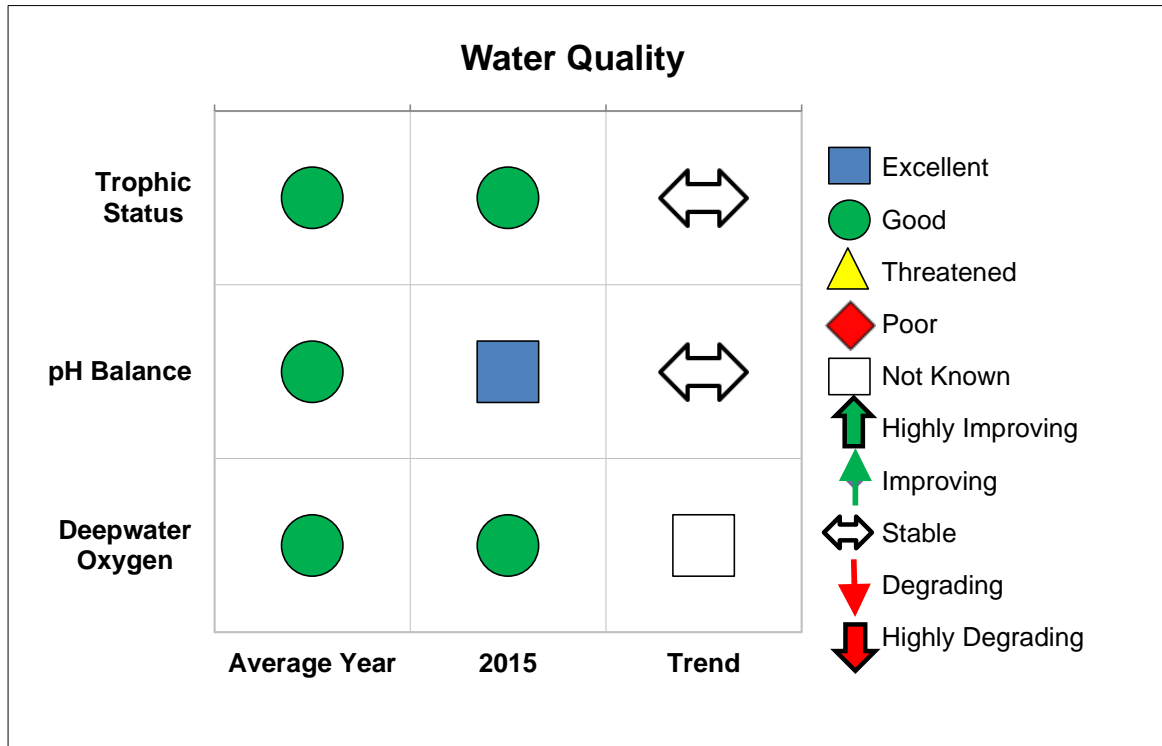 Water Quality
Trophic
Status
pH Balance
Deepwater
Oxygen
Average Year
2015
Trend
Excellent
Good
Threatened
Poor
Not Known
Highly Improving
Improving
Stable
Degrading
Highly Degrading